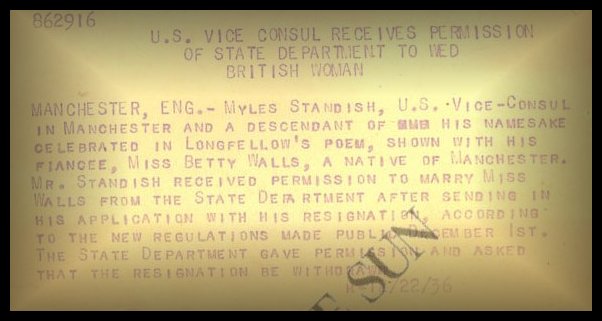 862916
U.S. VICE CONSUL RECEIVES PERMISSION
OF STATE DEPARTMENT TO WED
BRITISH WOMAN
MANCHESTER, ENG.- MYLES STANDISH, U.S. VICE-CONSUL
IN MANCHESTER AND A DESCENDANT OF HIS NAMESAKE
CELEBRATED IN LONGFELLOW'S POEM, SHOWN WITH HIS
FIANCEE, MISS BETTY WALLS, A NATIVE OF MANCHESTER.
MR. STANDISH RECEIVED PERMISSION TO MARRY MISS
WALLS FROM THE STATE DEPARTMENT AFTER SENDING IN
HIS APPLICATION WITH HIS RESIGNATION, ACCORDING
TO THE NEW REGULATIONS MADE PUBLIC DECEMBER 1ST.
THE STATE DEPARTMENT GAVE PERMISSION AND ASKED
THAT THE RESIGNATION BE WITHDRAWN
/22/36
SUN